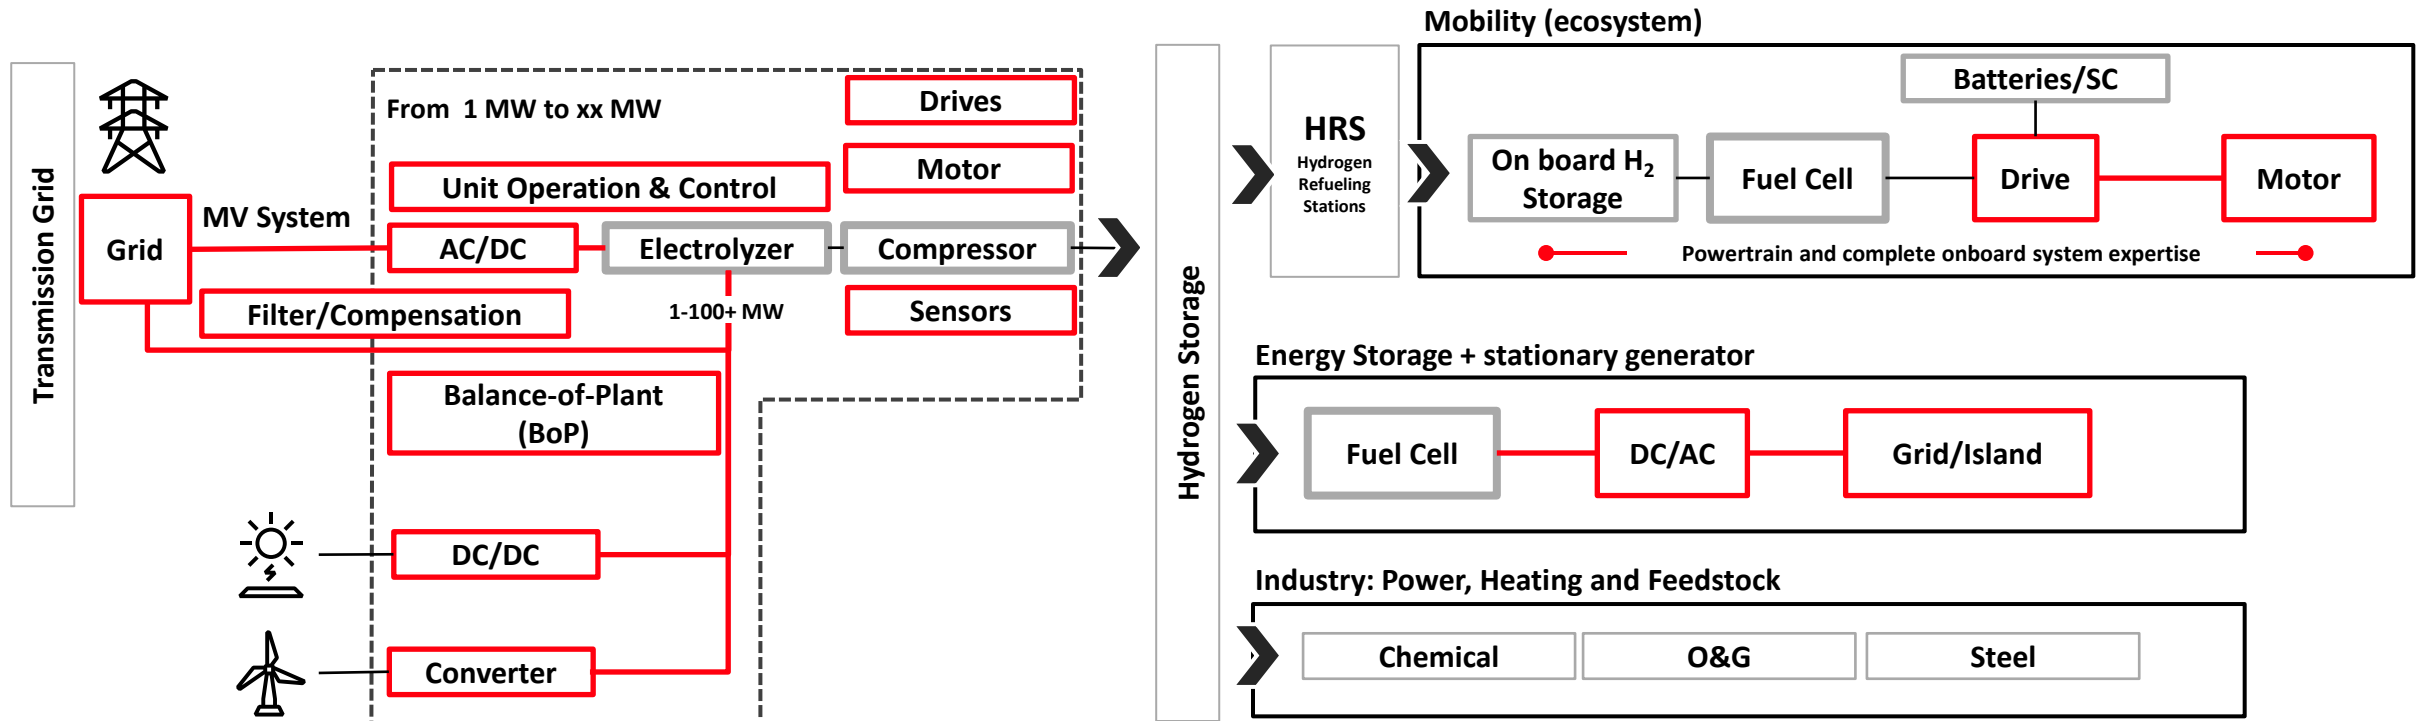 Transmission Grid
Grid
MV System
From 1 MW to xx MW
Drives
Motor
Unit Operation & Control
AC/DC
Electrolyzer
Compressor
Filter/Compensation
1-100+ MW
Sensors
Balance-of-Plant
(BoP)
DC/DC
Converter
Hydrogen Storage
HRS
Hydrogen
Refueling
Stations
Mobility (ecosystem)
Batteries/SC
On board H₂
Storage
Fuel Cell
Drive
Motor
Powertrain and complete onboard system expertise
Energy Storage + stationary generator
Fuel Cell
DC/AC
Grid/Island
Industry: Power, Heating and Feedstock
Chemical
O&G
Steel